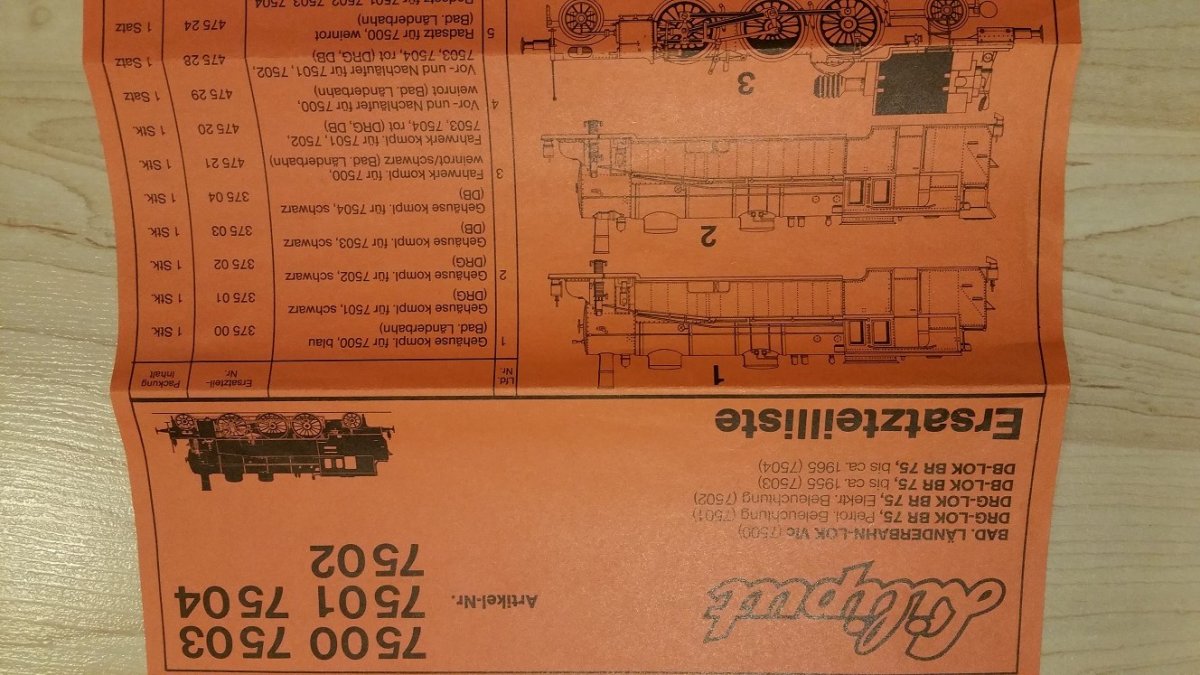 Liliput
Artikel-Nr.
7500 7503
7501 7504
7502
BAD. LÄNDERBAHN-LOK VIc (7500)
DRG-LOK BR 75, Petrol. Beleuchtung (7501)
DRG-LOK BR 75, Elektr. Beleuchtung (7502)
DB-LOK BR 75, bis ca. 1955 (7503)
DB-LOK BR 75, bis ca. 1965 (7504)
Ersatzteilliste
1
2
3
Lfd. Nr.
Ersatzteil-Nr.
Packung Inhalt
1 Gehäuse kompl. für 7500, blau
(Bad. Länderbahn) 375 00 1 Stk.
Gehäuse kompl. für 7501, schwarz
(DRG) 375 01 1 Stk.
2 Gehäuse kompl. für 7502, schwarz
(DRG) 375 02 1 Stk.
Gehäuse kompl. für 7503, schwarz
(DB) 375 03 1 Stk.
Gehäuse kompl. für 7504, schwarz
(DB) 375 04 1 Stk.
3 Fahrwerk kompl. für 7500,
weinrot/schwarz (Bad. Länderbahn) 475 21 1 Stk.
Fahrwerk kompl. für 7501, 7502,
7503, 7504, rot (DRG, DB) 475 20 1 Stk.
4 Vor- und Nachläufer für 7500,
weinrot (Bad. Länderbahn) 475 29 1 Satz
Vor- und Nachläufer für 7501, 7502,
7503, 7504, rot (DRG, DB) 475 28 1 Satz
5 Radsatz für 7500, weinrot
(Bad. Länderbahn) 475 24 1 Satz
Radsatz für 7501, 7502, 7503, 7504